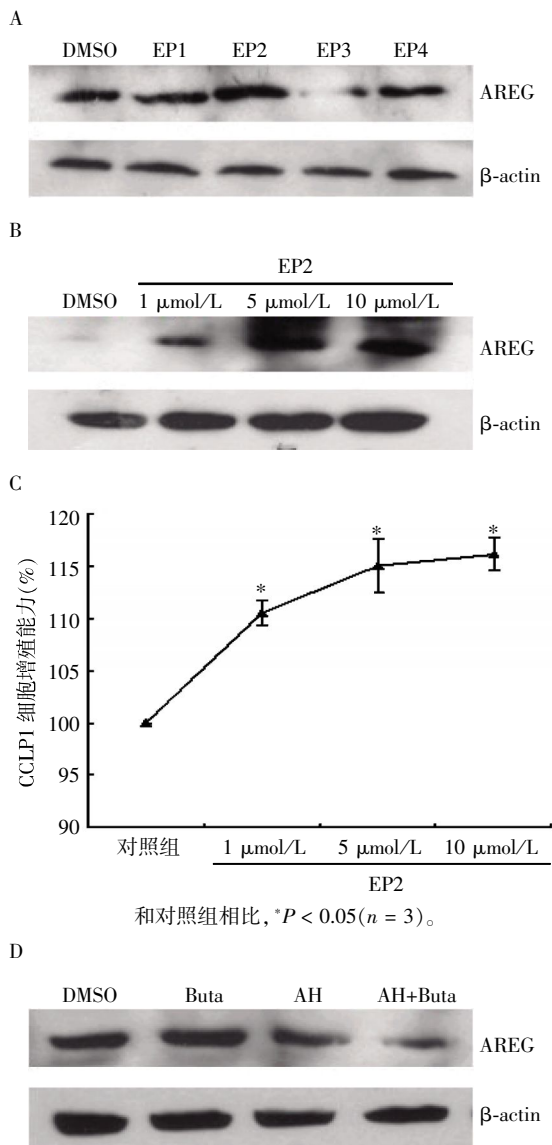 A
DMSO EP1 EP2 EP3 EP4
AREG
β-actin
B
EP2
DMSO 1 μmol/L 5 μmol/L 10 μmol/L
AREG
β-actin
C
CCLP1 细胞增殖能力(%)
120
115
110
105
100
95
90
* * *
对照组 1 μmol/L 5 μmol/L 10 μmol/L
EP2
和对照组相比,*P < 0.05(n = 3)。
D
DMSO Buta AH AH+Buta
AREG
β-actin